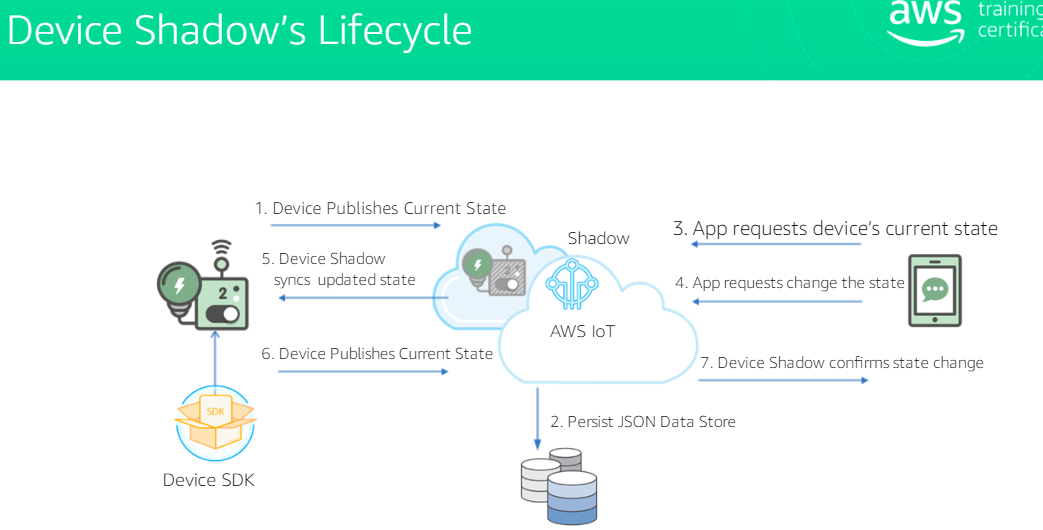 Device Shadow's Lifecycle
aws training
1. Device Publishes Current State
Shadow
3. App requests device's current state
5. Device Shadow
syncs updated state
4. App requests change the state
2
2
AWS IoT
6. Device Publishes Current State
7. Device Shadow confirms state change
SDK
2. Persist JSON Data Store
Device SDK